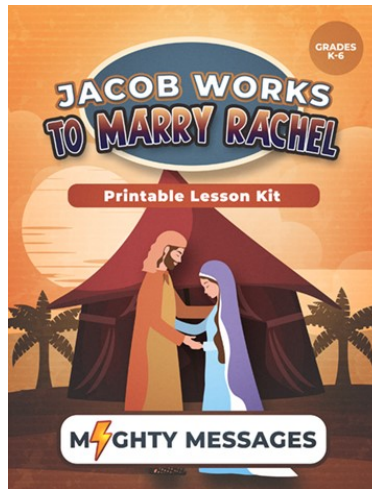 GRADES
K-6
JACOB WORKS
TO MARRY RACHEL
Printable Lesson Kit
MIGHTY MESSAGES